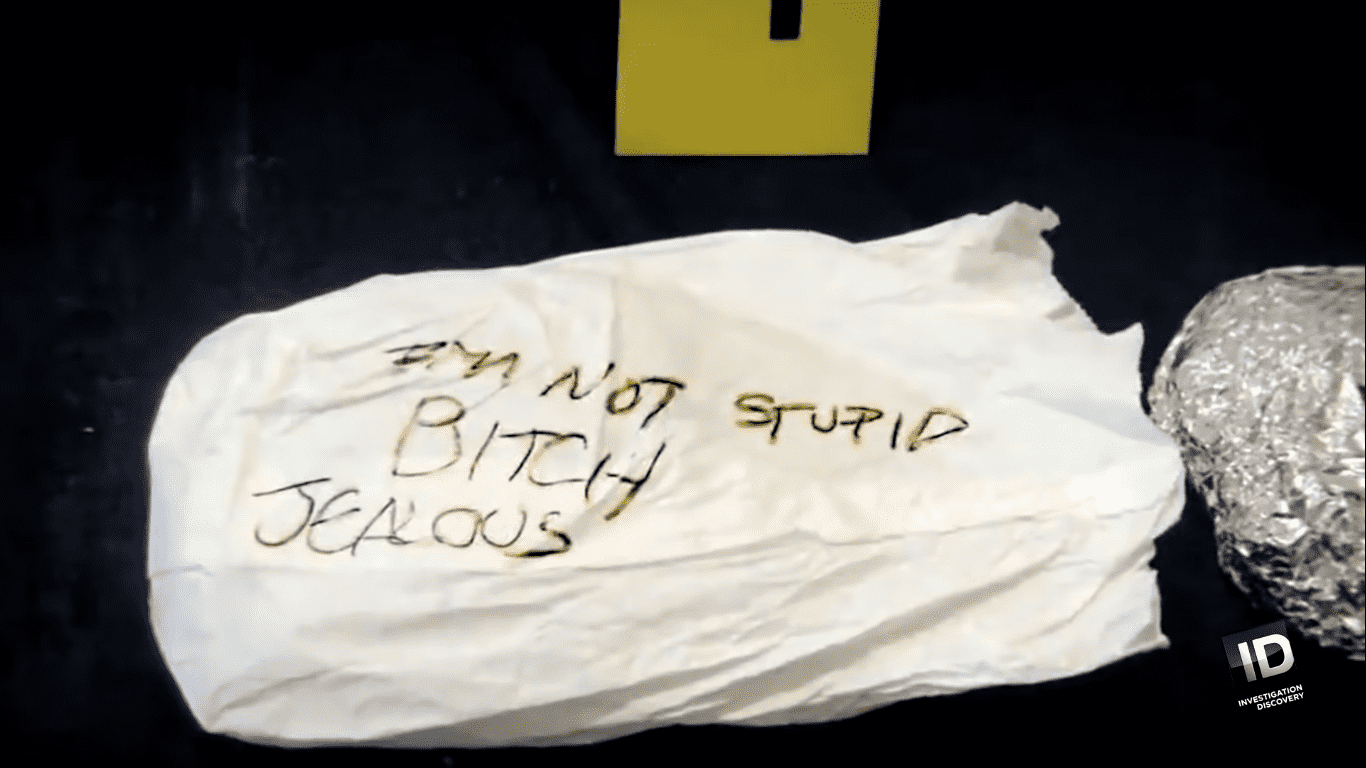 I'M NOT STUPID
BITCH
JEALOUS
ID
INVESTIGATION
DISCOVERY